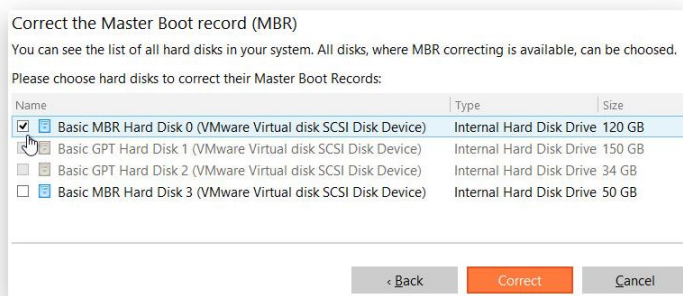 Correct the Master Boot record (MBR)
You can see the list of all hard disks in your system. All disks, where MBR correcting is available, can be choosed.
Please choose hard disks to correct their Master Boot Records:
Name Type Size
Basic MBR Hard Disk 0 (VMware Virtual disk SCSI Disk Device) Internal Hard Disk Drive 120 GB
Basic GPT Hard Disk 1 (VMware Virtual disk SCSI Disk Device) Internal Hard Disk Drive 150 GB
Basic GPT Hard Disk 2 (VMware Virtual disk SCSI Disk Device) Internal Hard Disk Drive 34 GB
Basic MBR Hard Disk 3 (VMware Virtual disk SCSI Disk Device) Internal Hard Disk Drive 50 GB
‹ Back Correct Cancel